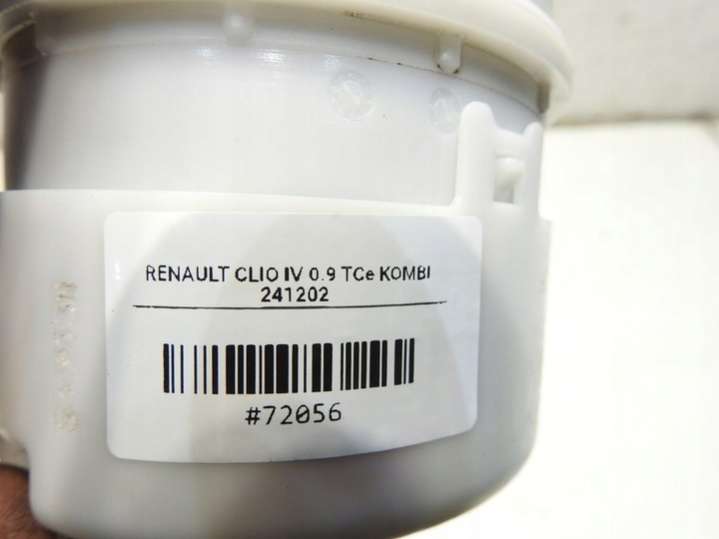 RENAULT CLIO IV 0.9 TCe KOMBI
241202
#72056